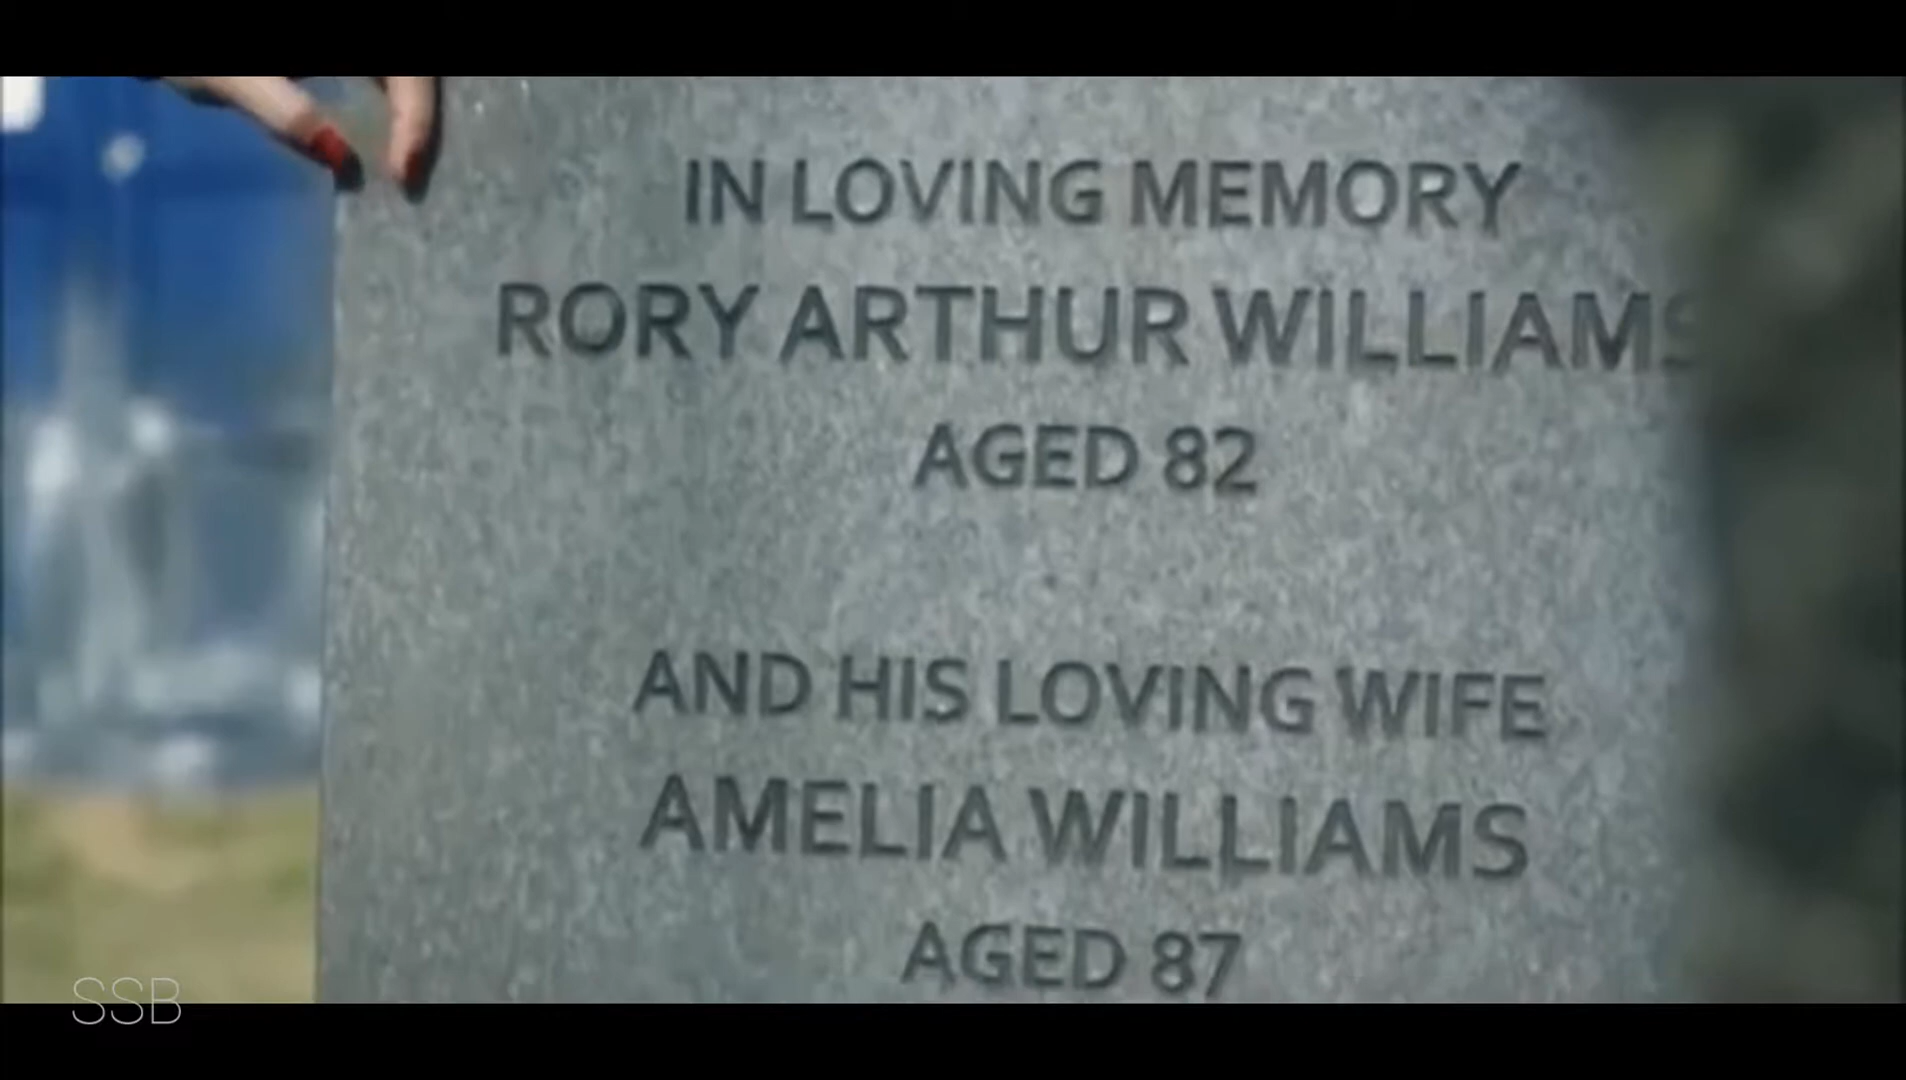 IN LOVING MEMORY
RORY ARTHUR WILLIAMS
AGED 82
AND HIS LOVING WIFE
AMELIA WILLIAMS
AGED 87
SSB